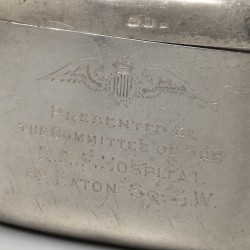 PRESENTED BY
THE COMMITTEE OF THE
R.F.C. HOSPITAL
EATON SQ. S.W.